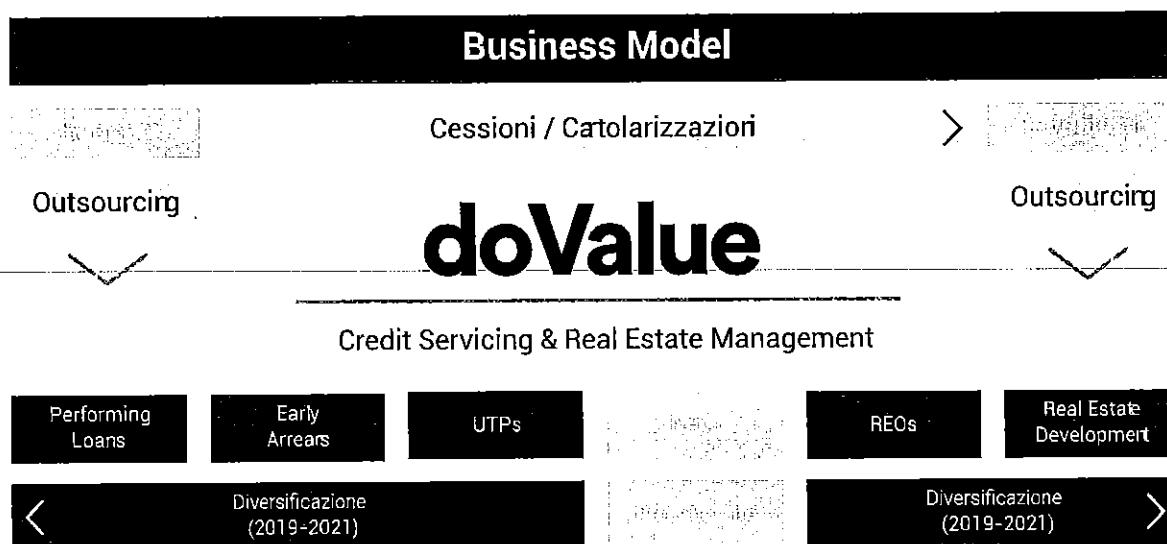 Business Model
Cessioni / Cartolarizzaziori
Outsourcing
Outsourcing
doValue
Credit Servicing & Real Estate Management
Performing
Loans
Early
Arrears
UTPs
REOs
Real Estate
Development
Diversificazione
(2019-2021)
Diversificazione
(2019-2021)